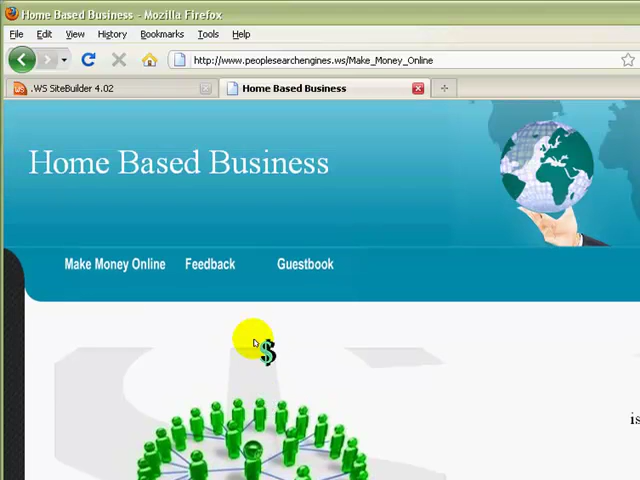 Home Based Business - Mozilla Firefox
File Edit View History Bookmarks Tools Help
http://www.peoplesearchengines.ws/Make_Money_Online
.WS SiteBuilder 4.02
Home Based Business
Home Based Business
Make Money Online Feedback Guestbook
$
is